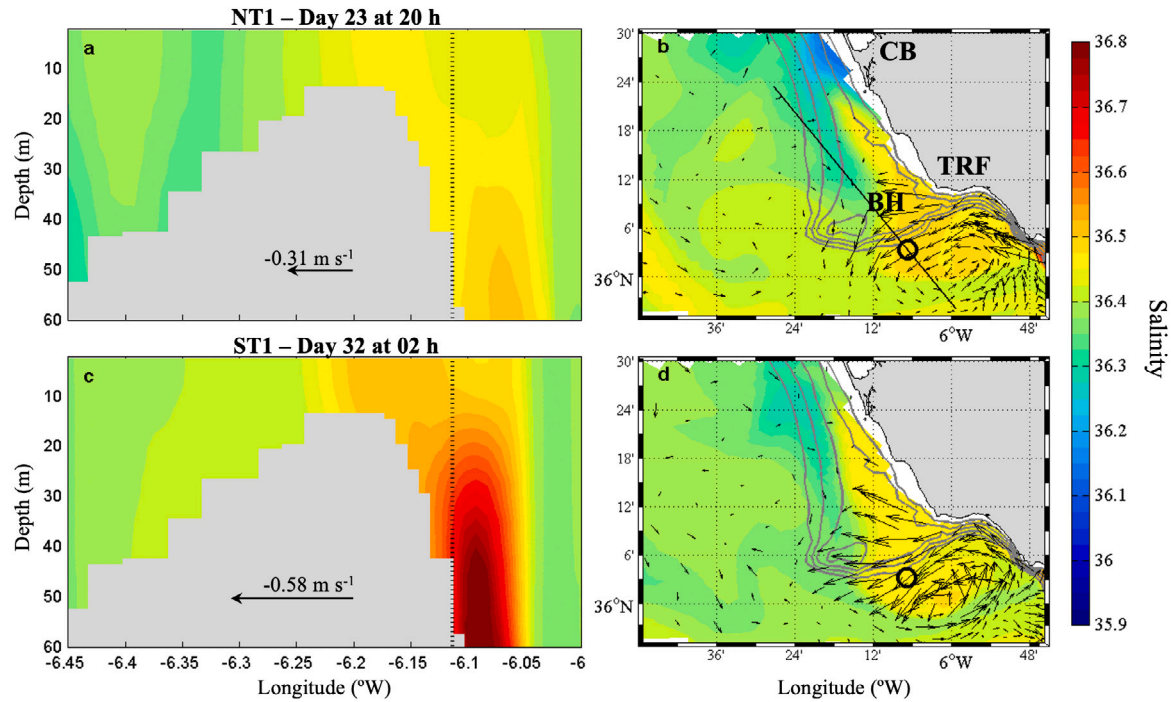 NT1 – Day 23 at 20 h
a
10
20
30
40
50
60
Depth (m)
-0.31 m s⁻¹
b
CB
TRF
BH
30'
24'
18'
12'
6'
36°N
36'
24'
12'
6°W
48'
ST1 – Day 32 at 02 h
c
10
20
30
40
50
60
Depth (m)
-0.58 m s⁻¹
-6.45
-6.4
-6.35
-6.3
-6.25
-6.2
-6.15
-6.1
-6.05
-6
Longitude (ºW)
d
30'
24'
18'
12'
6'
36°N
36'
24'
12'
6°W
48'
Longitude (ºW)
36.8
36.7
36.6
36.5
36.4
36.3
36.2
36.1
36
35.9
Salinity